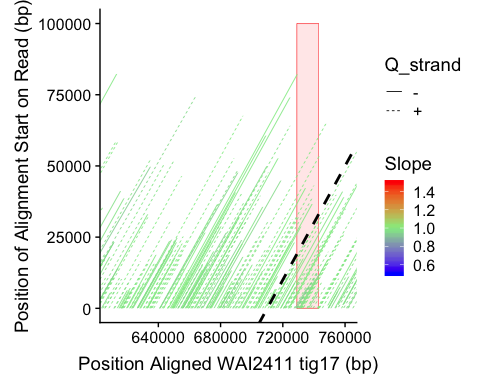 Position of Alignment Start on Read (bp)
100000
75000
50000
25000
0
640000 680000 720000 760000
Position Aligned WAI2411 tig17 (bp)
Q_strand
-
+
Slope
1.4
1.2
1.0
0.8
0.6